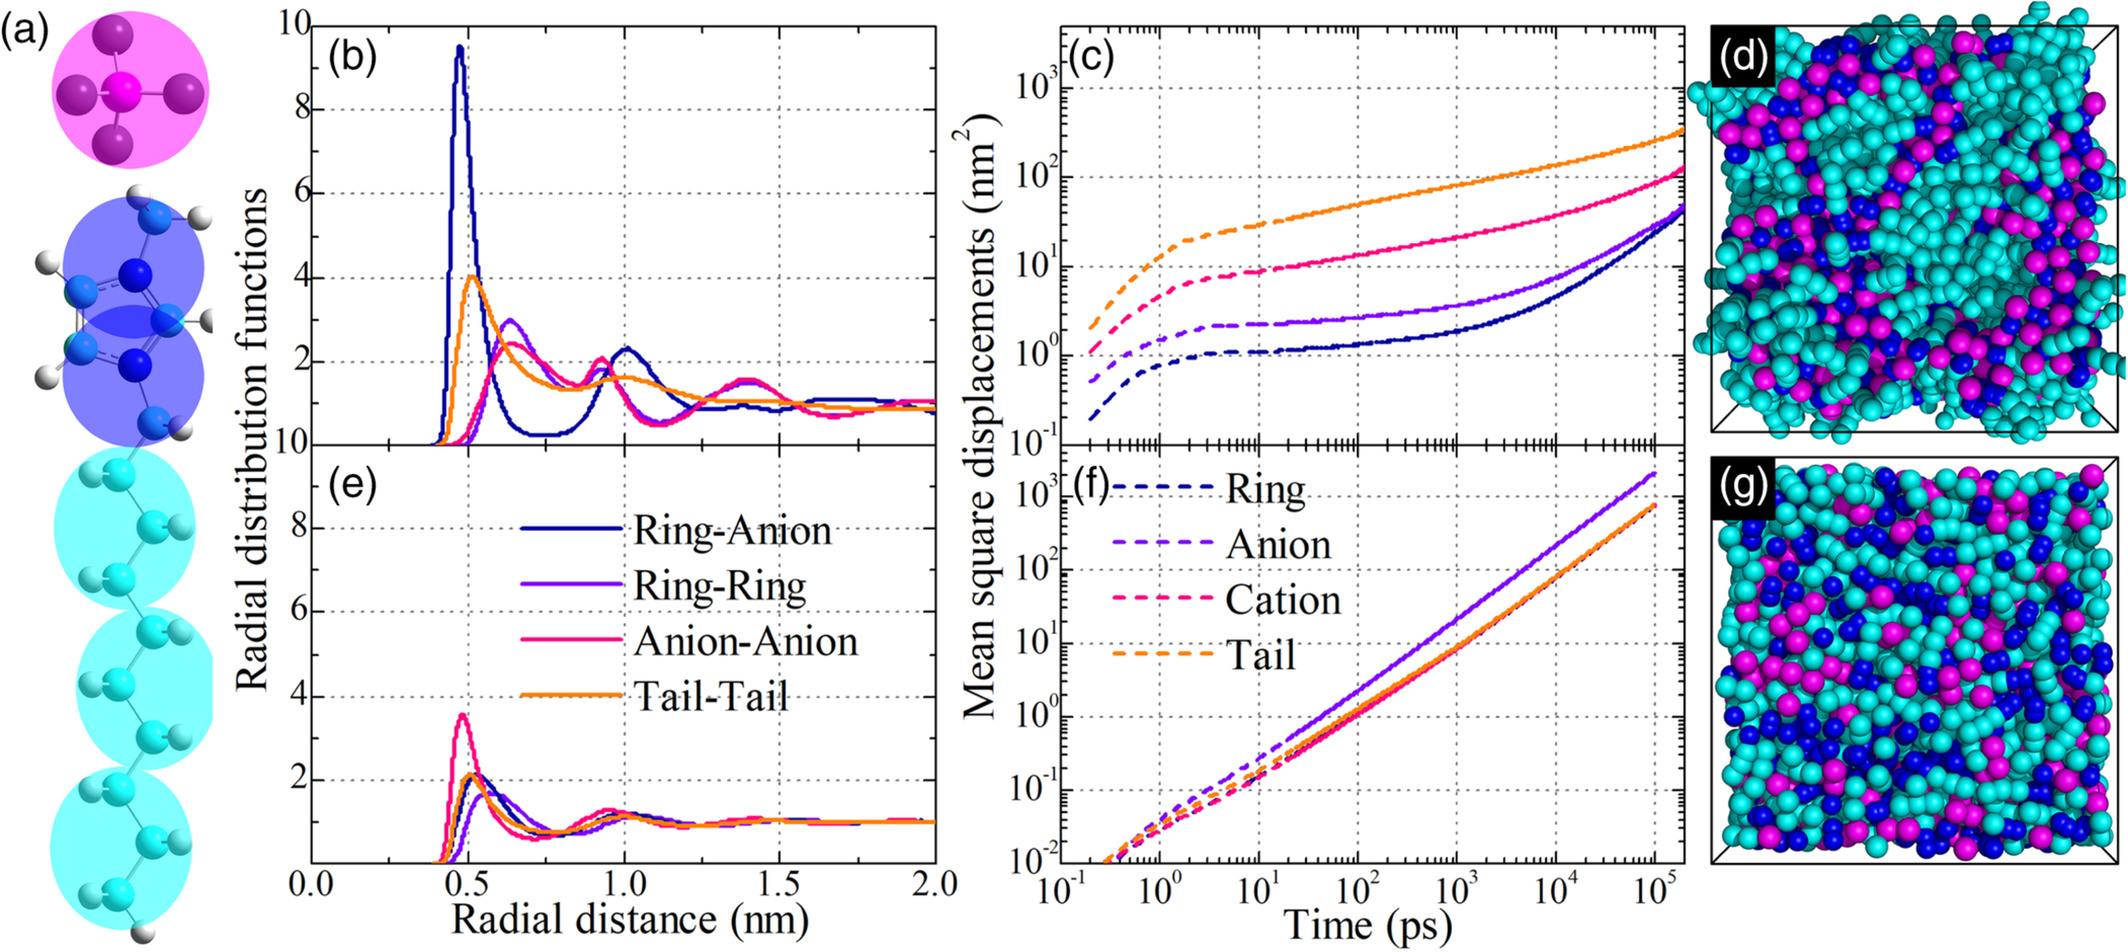 (a)
Radial distribution functions
10
8
6
4
2
(b)
10
8
6
4
2
(e)
Ring-Anion
Ring-Ring
Anion-Anion
Tail-Tail
0.0 0.5 1.0 1.5 2.0
Radial distance (nm)
Mean square displacements (nm²)
(c)
10³
10²
10¹
10⁰
10⁻¹
(f)
Ring
Anion
Cation
Tail
10³
10²
10¹
10⁰
10⁻¹
10⁻²
10⁻¹ 10⁰ 10¹ 10² 10³ 10⁴ 10⁵
Time (ps)
(d)
(g)